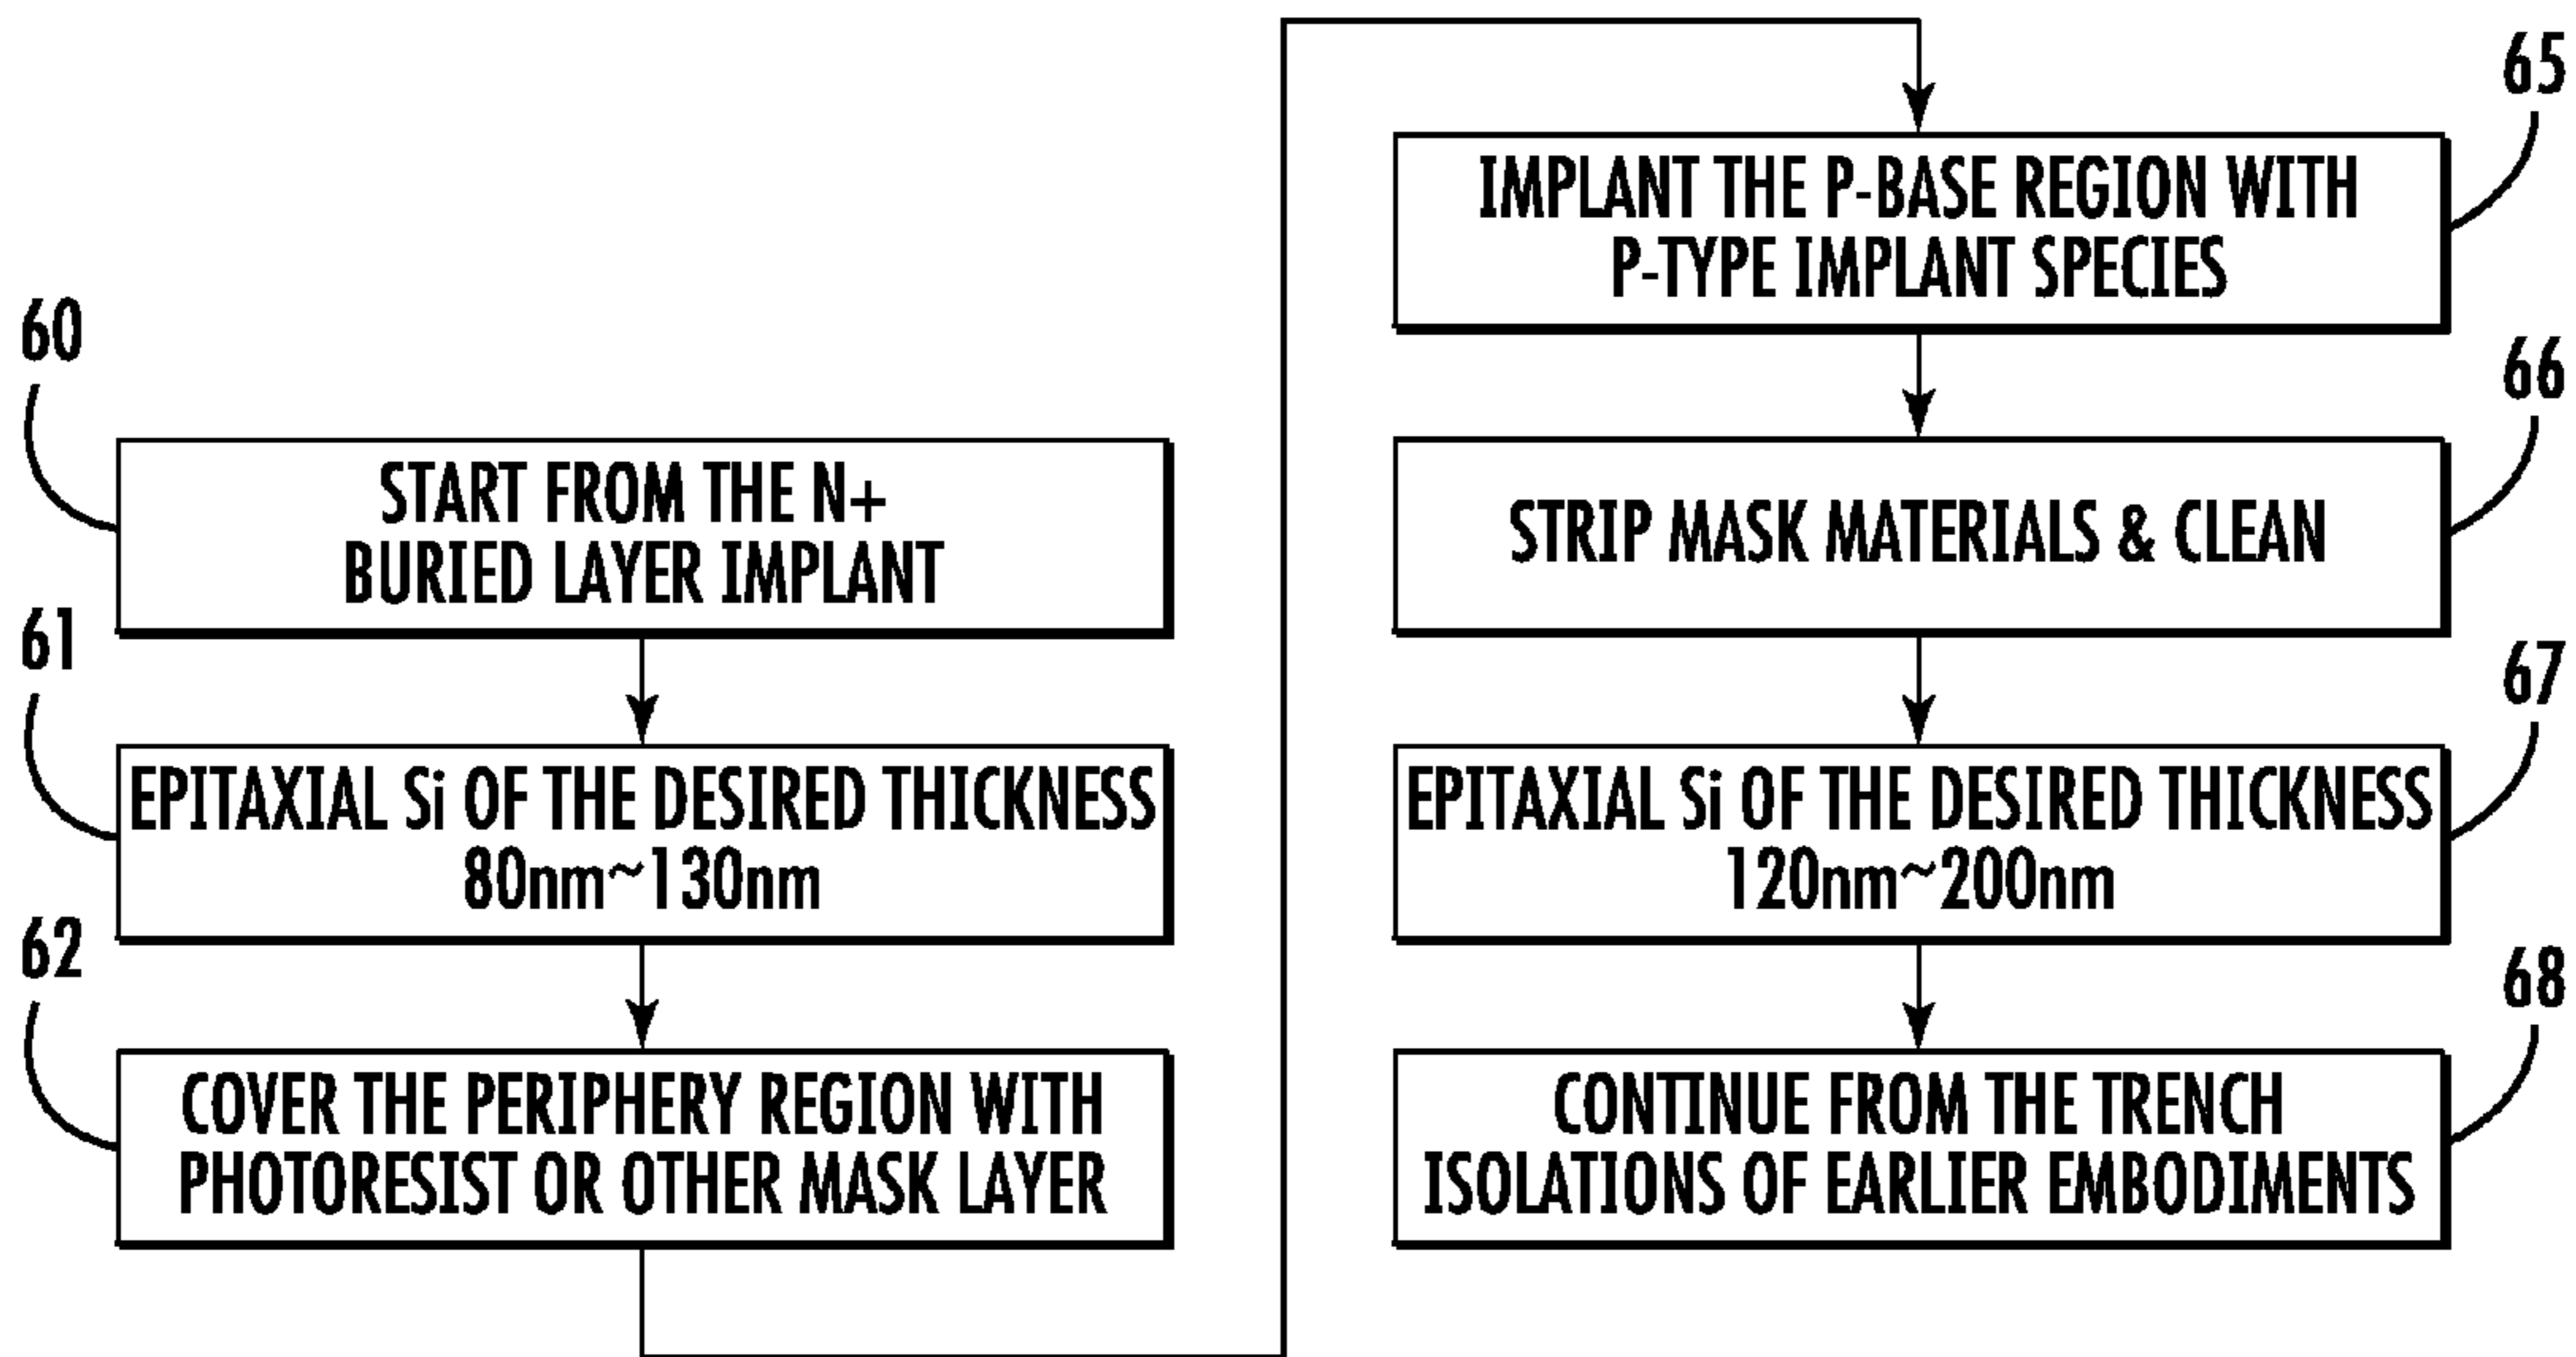 60
START FROM THE N+
BURIED LAYER IMPLANT
61
EPITAXIAL Si OF THE DESIRED THICKNESS
80nm~130nm
62
COVER THE PERIPHERY REGION WITH
PHOTORESIST OR OTHER MASK LAYER
65
IMPLANT THE P-BASE REGION WITH
P-TYPE IMPLANT SPECIES
66
STRIP MASK MATERIALS & CLEAN
67
EPITAXIAL Si OF THE DESIRED THICKNESS
120nm~200nm
68
CONTINUE FROM THE TRENCH
ISOLATIONS OF EARLIER EMBODIMENTS